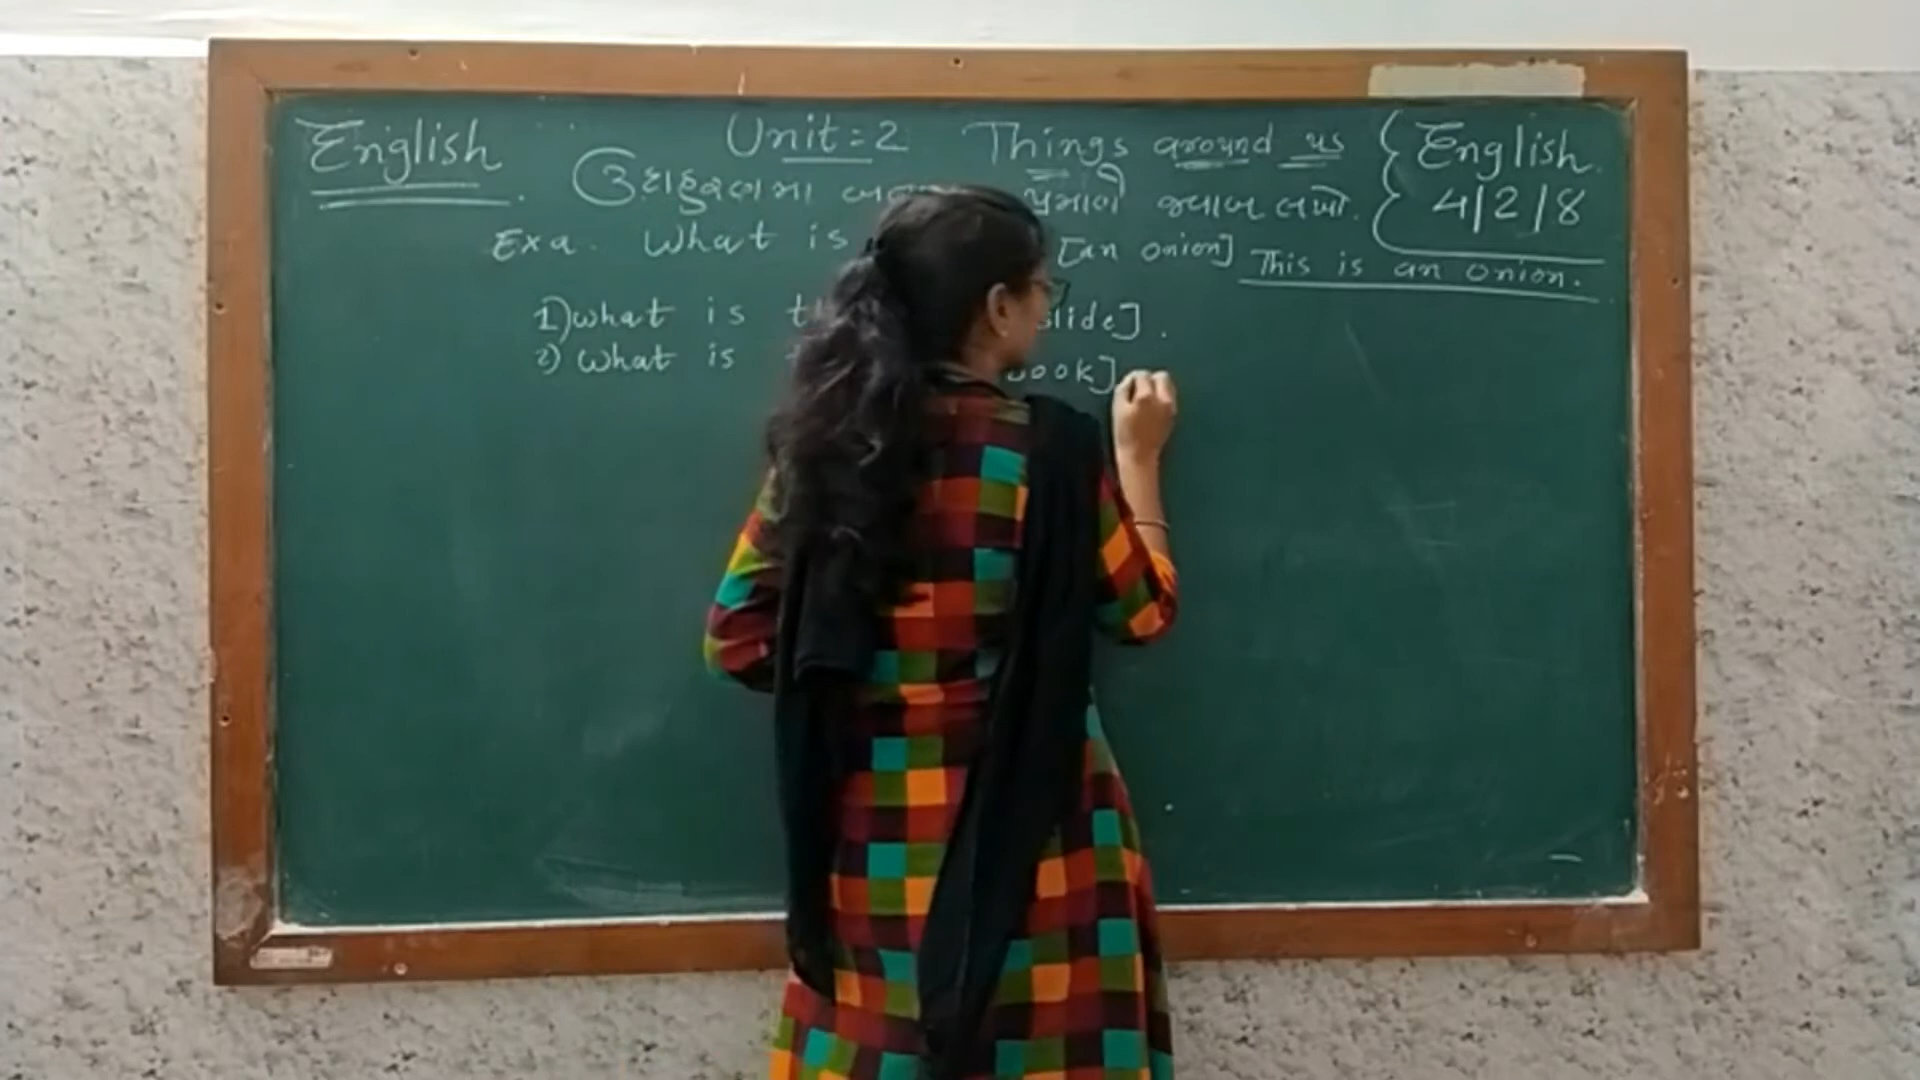 English
Unit = 2 Things around us
English.
4/2/8
ઉદાહરણમાં પ્રમાણે જવાબ લખો.
Exa. What is [an onion] This is an onion.
1) what is slide].
2) What is book]